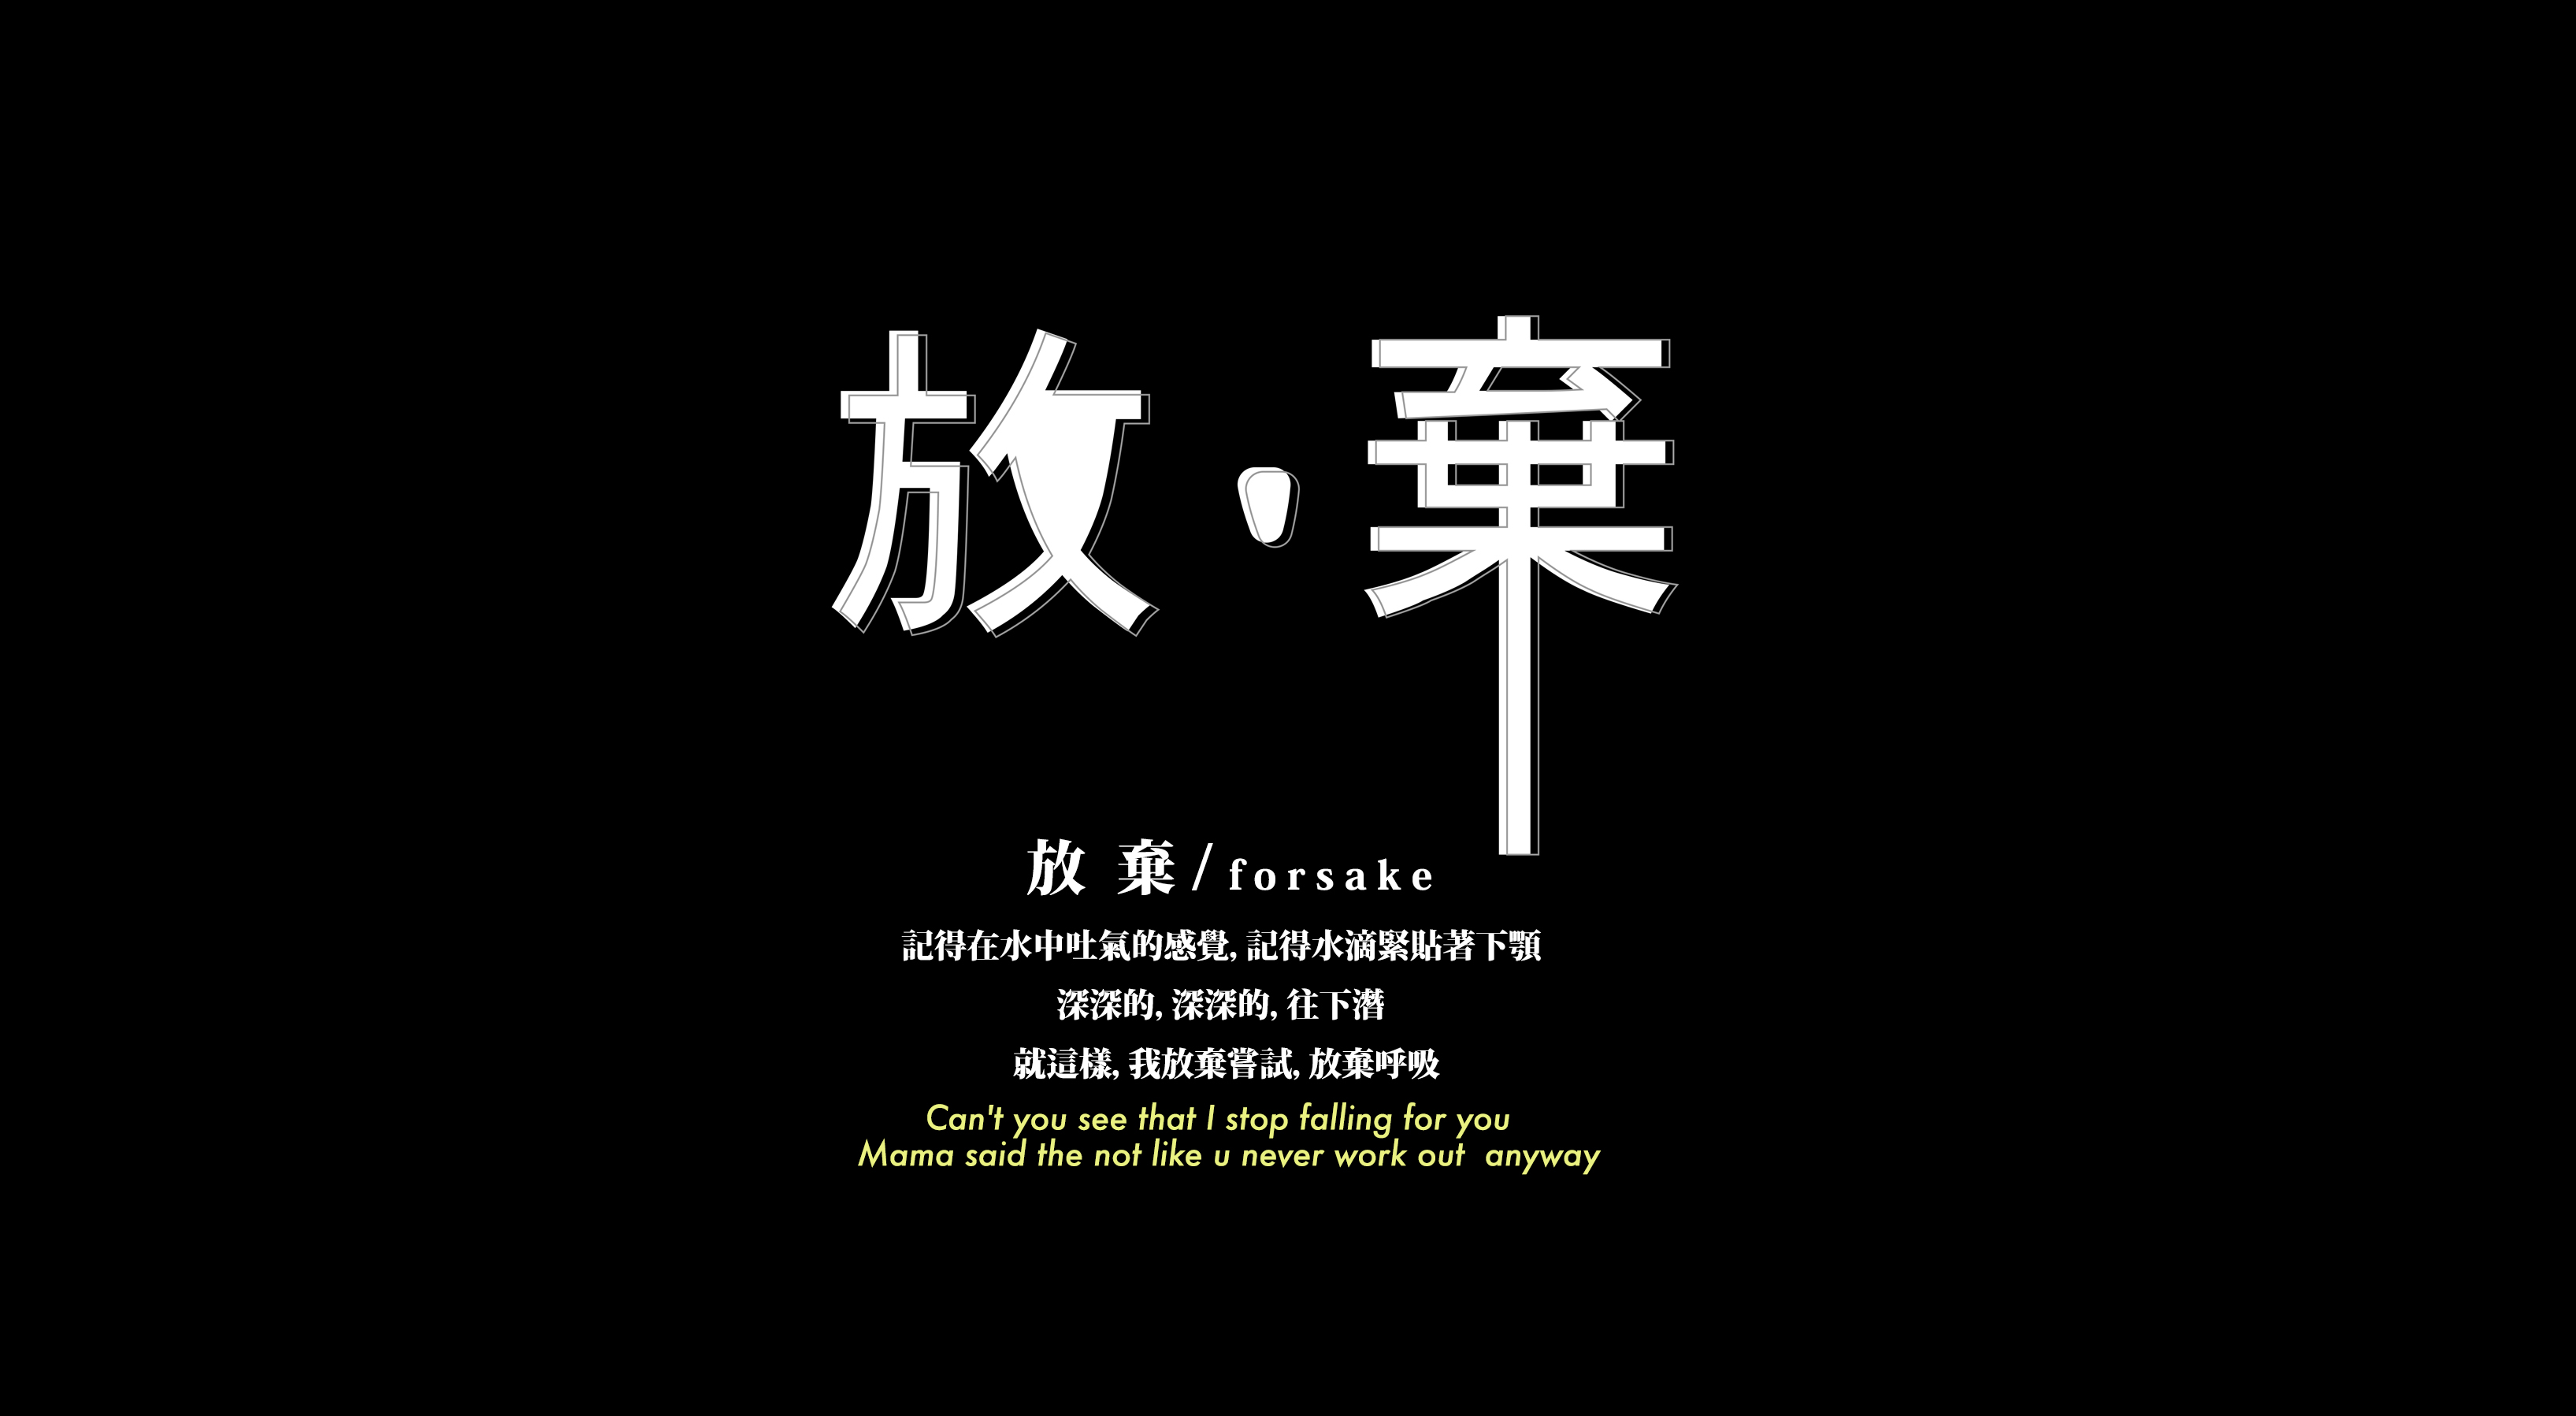 放·棄
放 棄/forsake
記得在水中吐氣的感覺, 記得水滴緊貼著下顎
深深的, 深深的, 往下潛
就這樣, 我放棄嘗試, 放棄呼吸
Can't you see that I stop falling for you
Mama said the not like u never work out  anyway